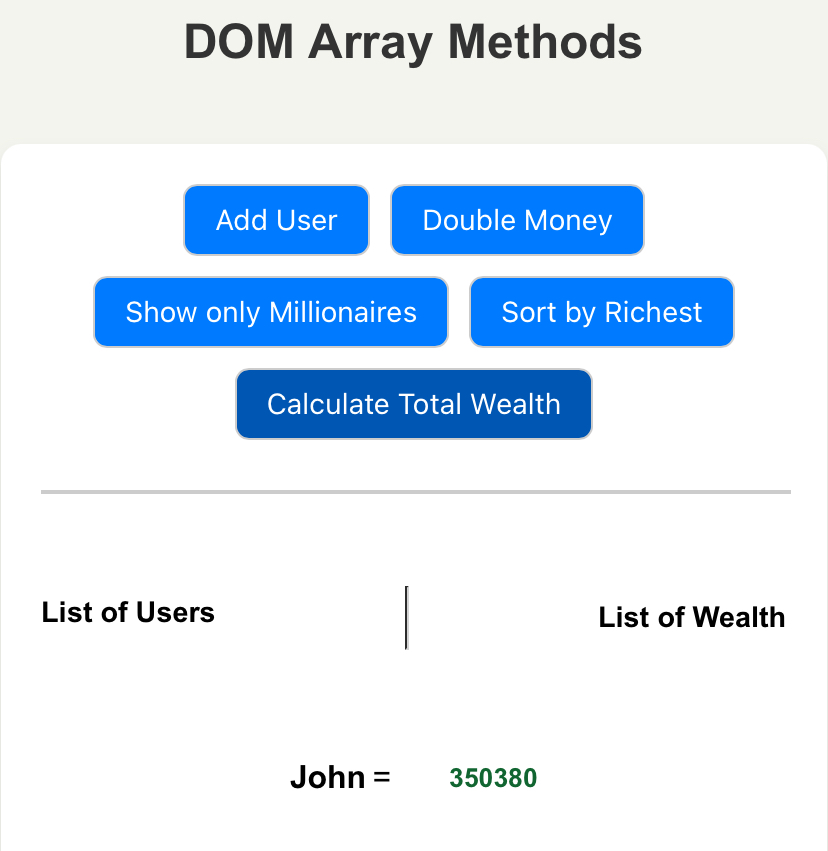 DOM Array Methods
Add User Double Money
Show only Millionaires Sort by Richest
Calculate Total Wealth
List of Users List of Wealth
John = 350380